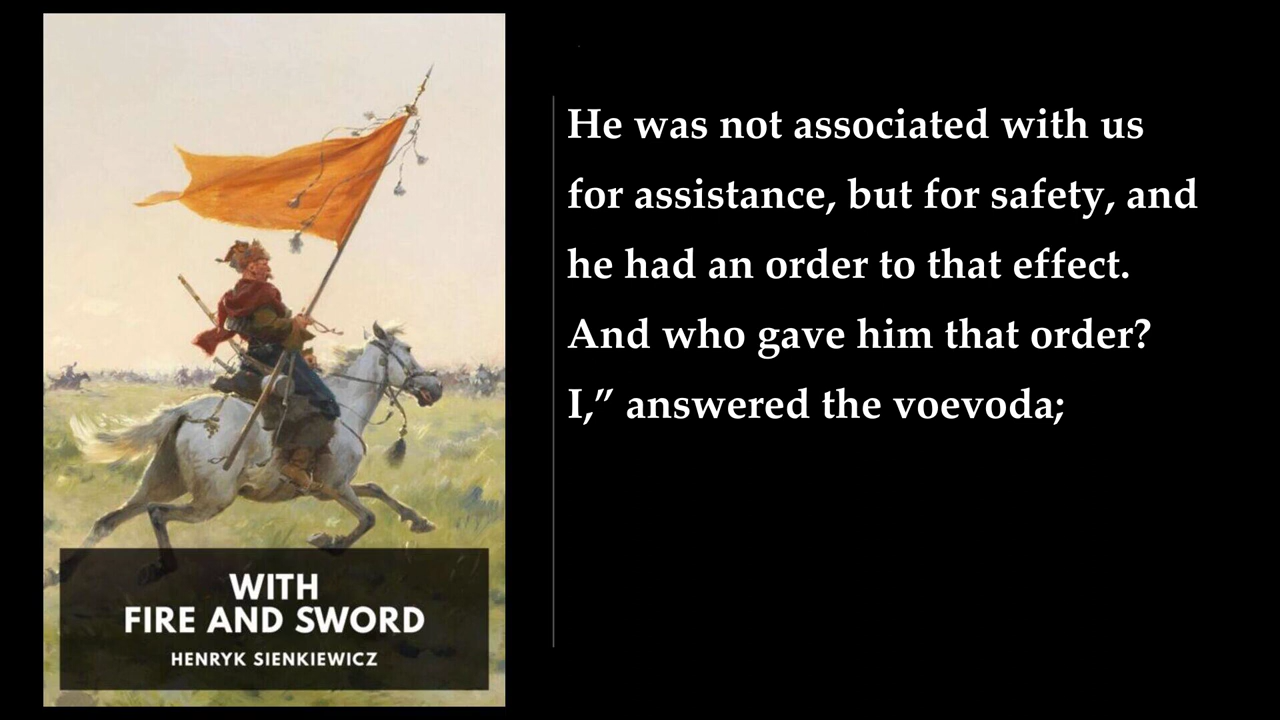 He was not associated with us
for assistance, but for safety, and
he had an order to that effect.
And who gave him that order?
I,” answered the voevoda;
WITH
FIRE AND SWORD
HENRYK SIENKIEWICZ